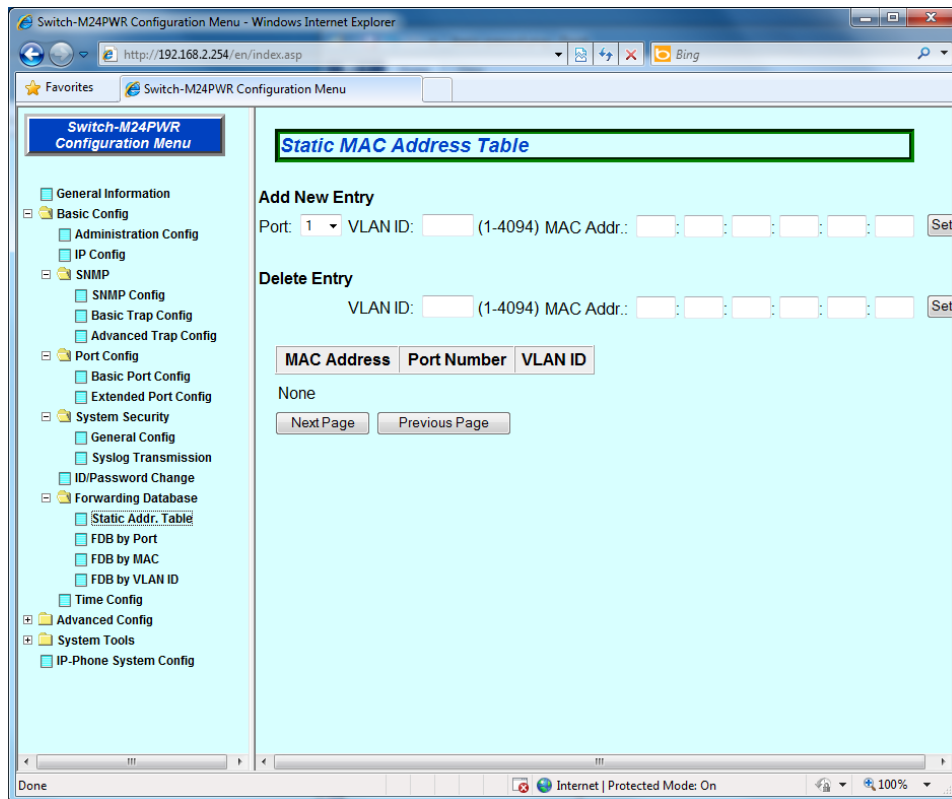 Switch-M24PWR Configuration Menu - Windows Internet Explorer
http://192.168.2.254/en/index.asp
Bing
Favorites
Switch-M24PWR Configuration Menu
Switch-M24PWR
Configuration Menu
General Information
Basic Config
Administration Config
IP Config
SNMP
SNMP Config
Basic Trap Config
Advanced Trap Config
Port Config
Basic Port Config
Extended Port Config
System Security
General Config
Syslog Transmission
ID/Password Change
Forwarding Database
Static Addr. Table
FDB by Port
FDB by MAC
FDB by VLAN ID
Time Config
Advanced Config
System Tools
IP-Phone System Config
Static MAC Address Table
Add New Entry
Port: 1 VLAN ID: (1-4094) MAC Addr.: : : : : : Set
Delete Entry
VLAN ID: (1-4094) MAC Addr.: : : : : : Set
MAC Address Port Number VLAN ID
None
Next Page Previous Page
Done Internet | Protected Mode: On 100%